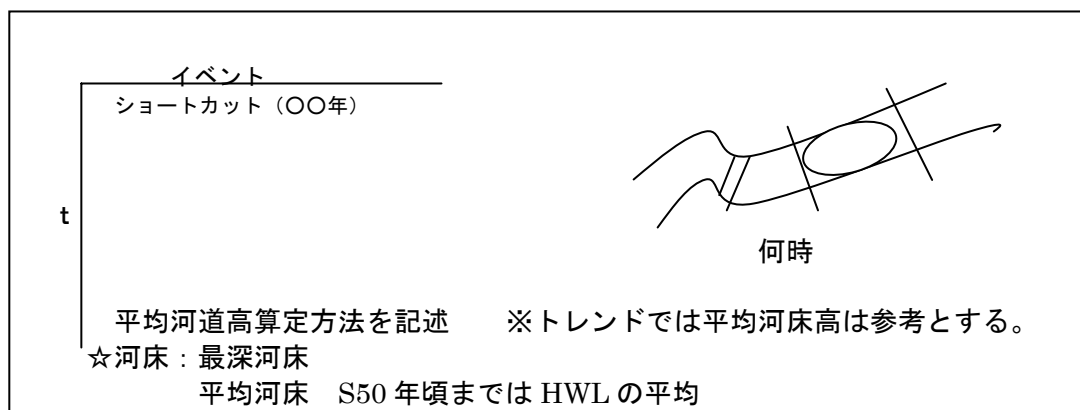 イベント
ショートカット（〇〇年）
t
何時
平均河道高算定方法を記述　　※トレンドでは平均河床高は参考とする。
☆河床：最深河床
平均河床　S50 年頃までは HWL の平均